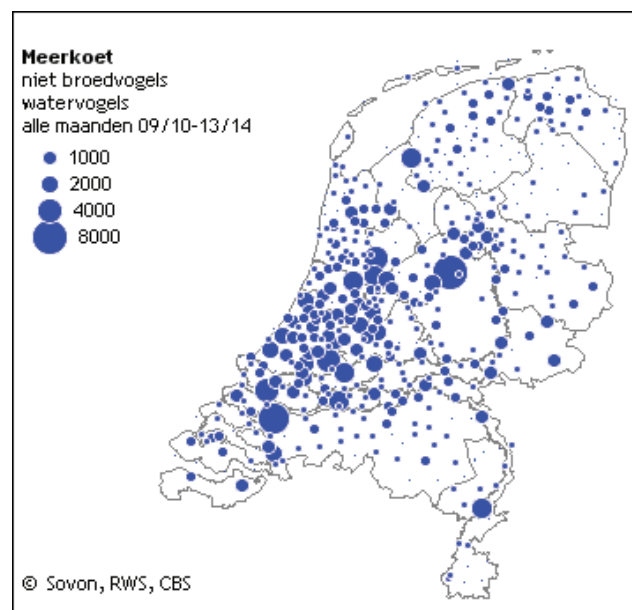 Meerkoet
niet broedvogels
watervogels
alle maanden 09/10-13/14
1000
2000
4000
8000
© Sovon, RWS, CBS